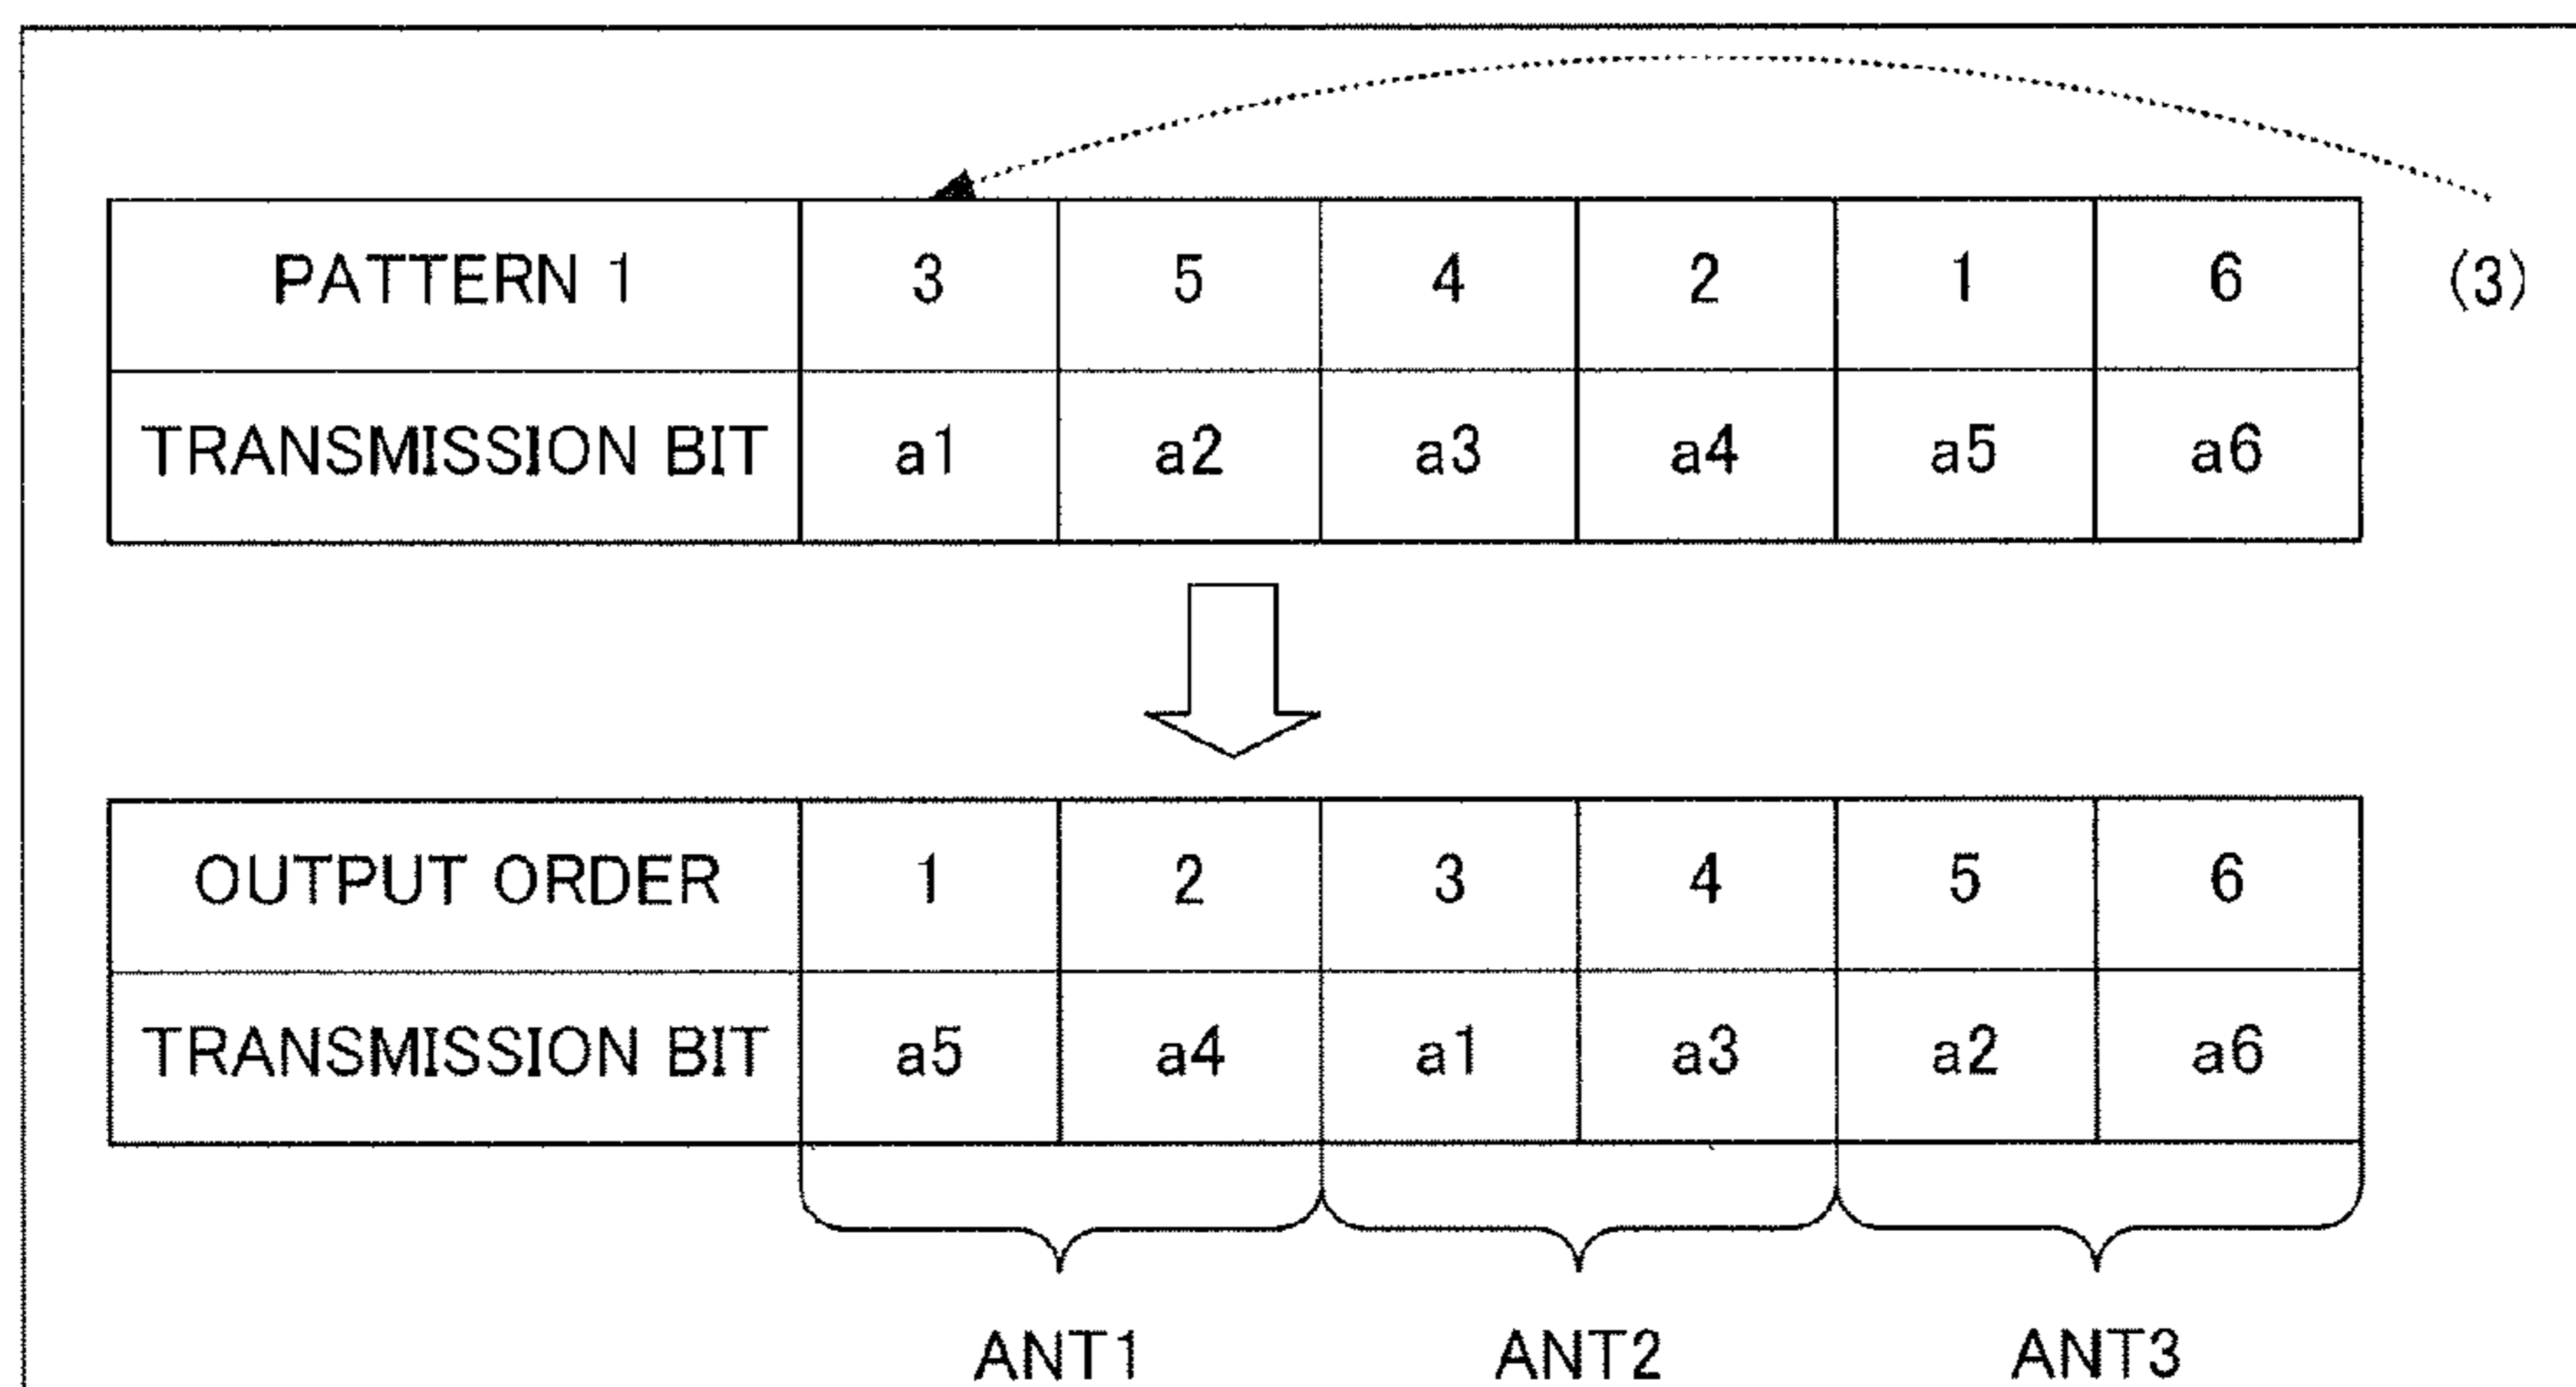 PATTERN 1 3 5 4 2 1 6 (3)
TRANSMISSION BIT a1 a2 a3 a4 a5 a6
OUTPUT ORDER 1 2 3 4 5 6
TRANSMISSION BIT a5 a4 a1 a3 a2 a6
ANT1 ANT2 ANT3